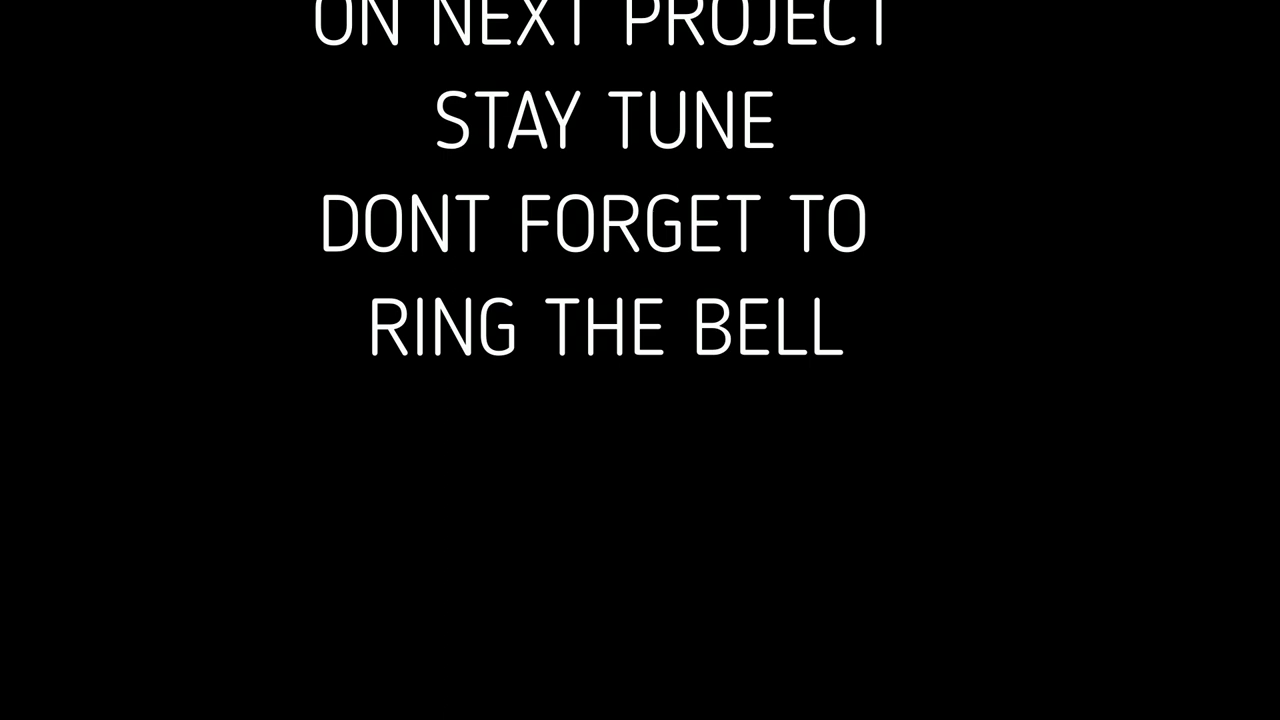 ON NEXT PROJECT
STAY TUNE
DONT FORGET TO
RING THE BELL